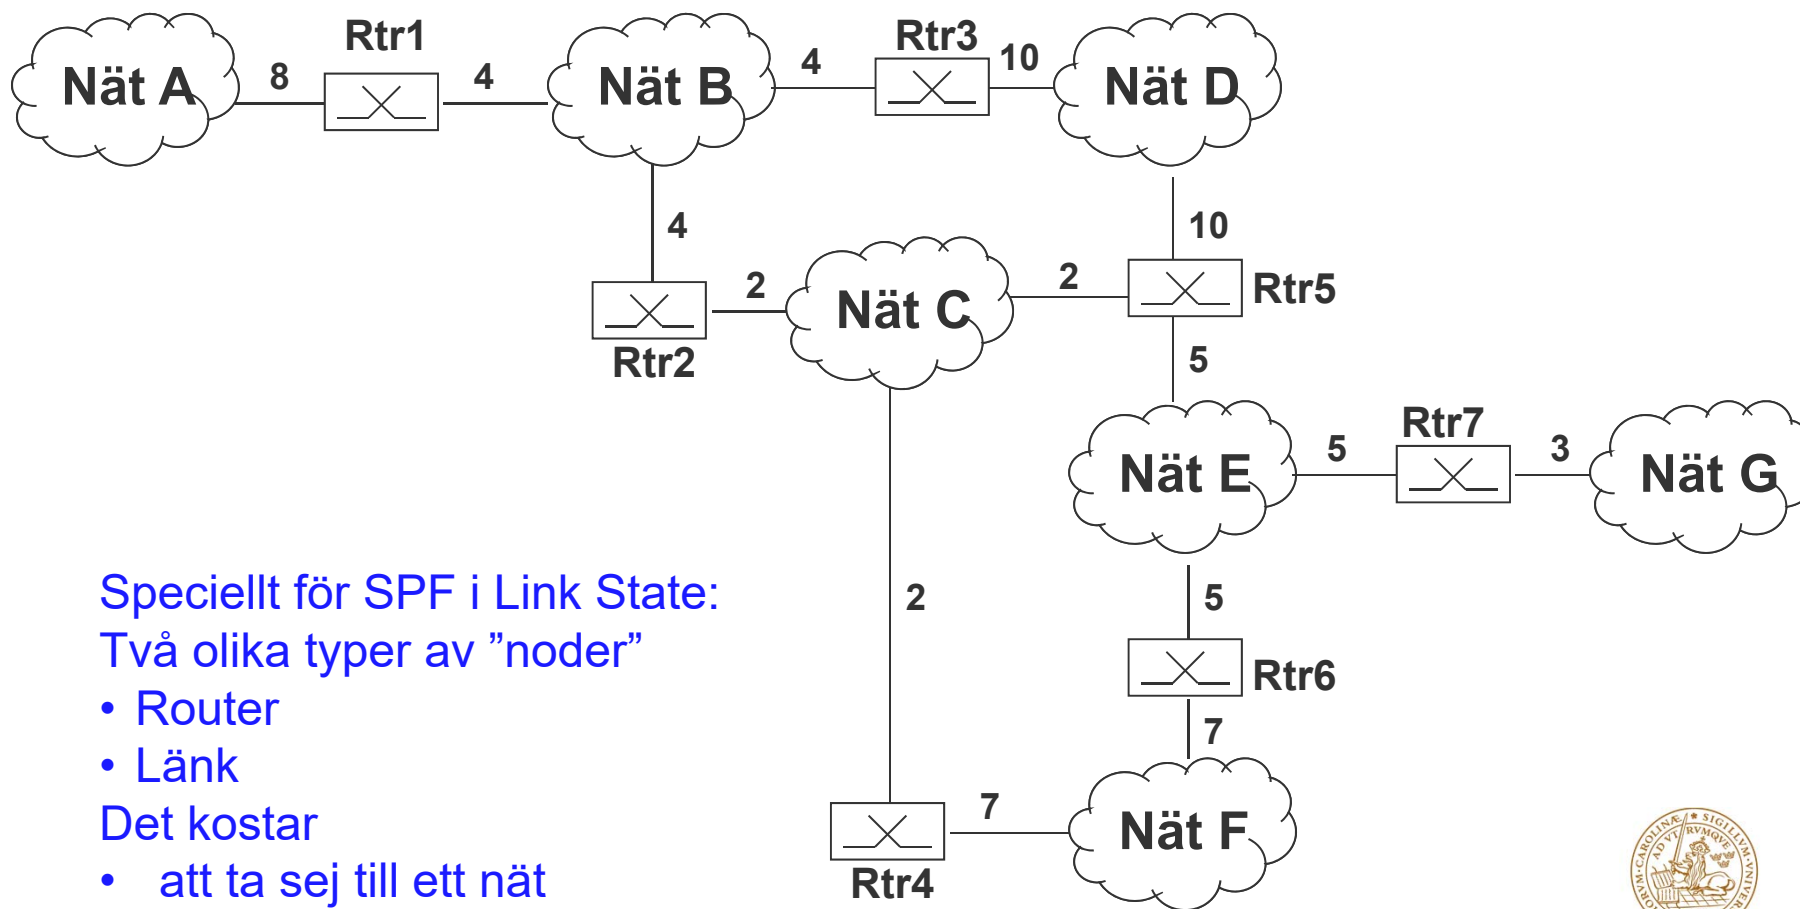 Rtr1
Rtr3
Nät A
8
4
Nät B
4
10
Nät D
4
10
2
Nät C
2
Rtr5
Rtr2
5
Rtr7
Nät E
5
3
Nät G
Speciellt för SPF i Link State:
2
5
Två olika typer av ”noder”
Rtr6
• Router
7
• Länk
7
Det kostar
Nät F
• att ta sej till ett nät
Rtr4